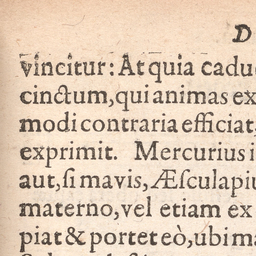 D
vincitur: At quia cadu
cinctum, qui animas ex
modi contraria efficiat,
exprimit. Mercurius i
aut, si mavis, Æsculapiu
materno, vel etiam ex
piat & portet eò, ubi ma